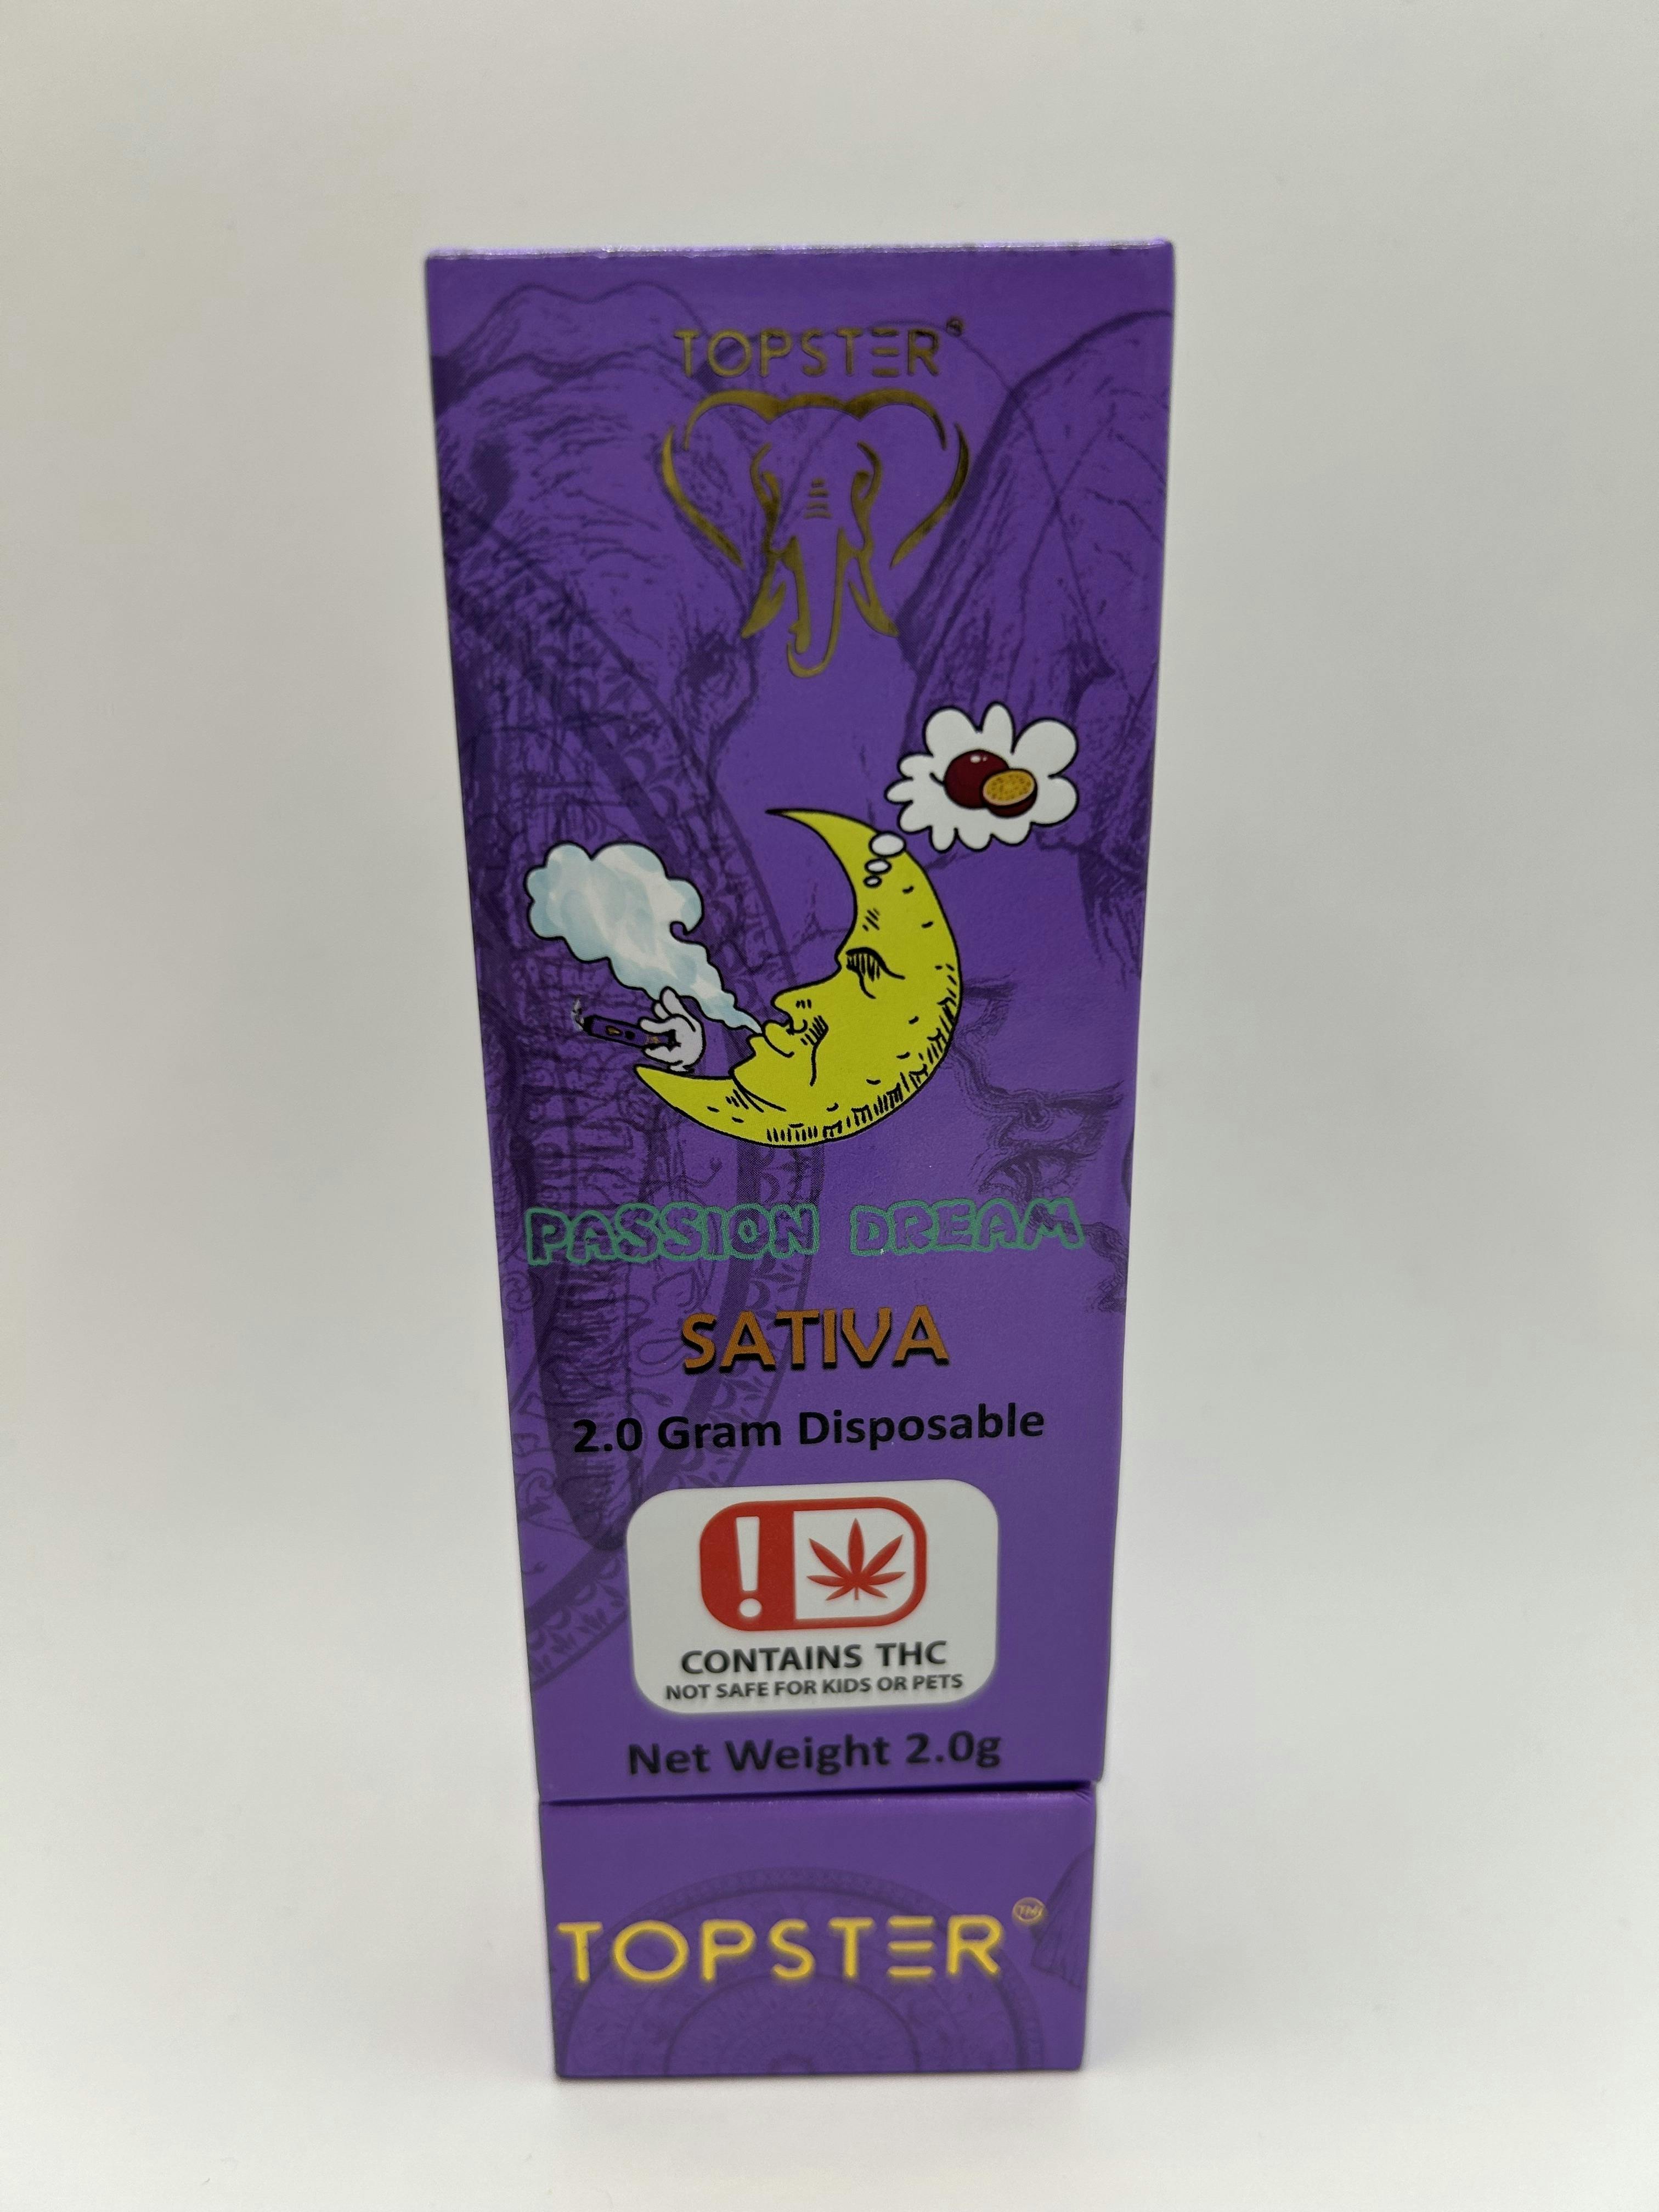 TOPSTER
PASSION DREAM
SATIVA
2.0 Gram Disposable
!
CONTAINS THC
NOT SAFE FOR KIDS OR PETS
Net Weight 2.0g
TOPSTER™